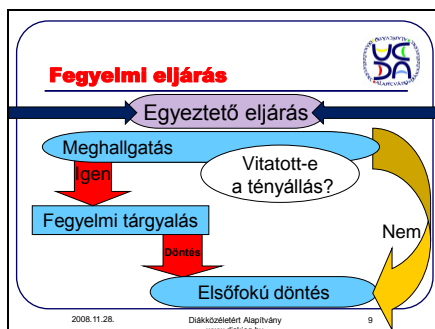 Fegyelmi eljárás
Egyeztető eljárás
Meghallgatás
Vitatott-e
a tényállás?
Igen
Fegyelmi tárgyalás
Nem
Döntés
Elsőfokú döntés
2008.11.28.
Diákközéletért Alapítvány
9